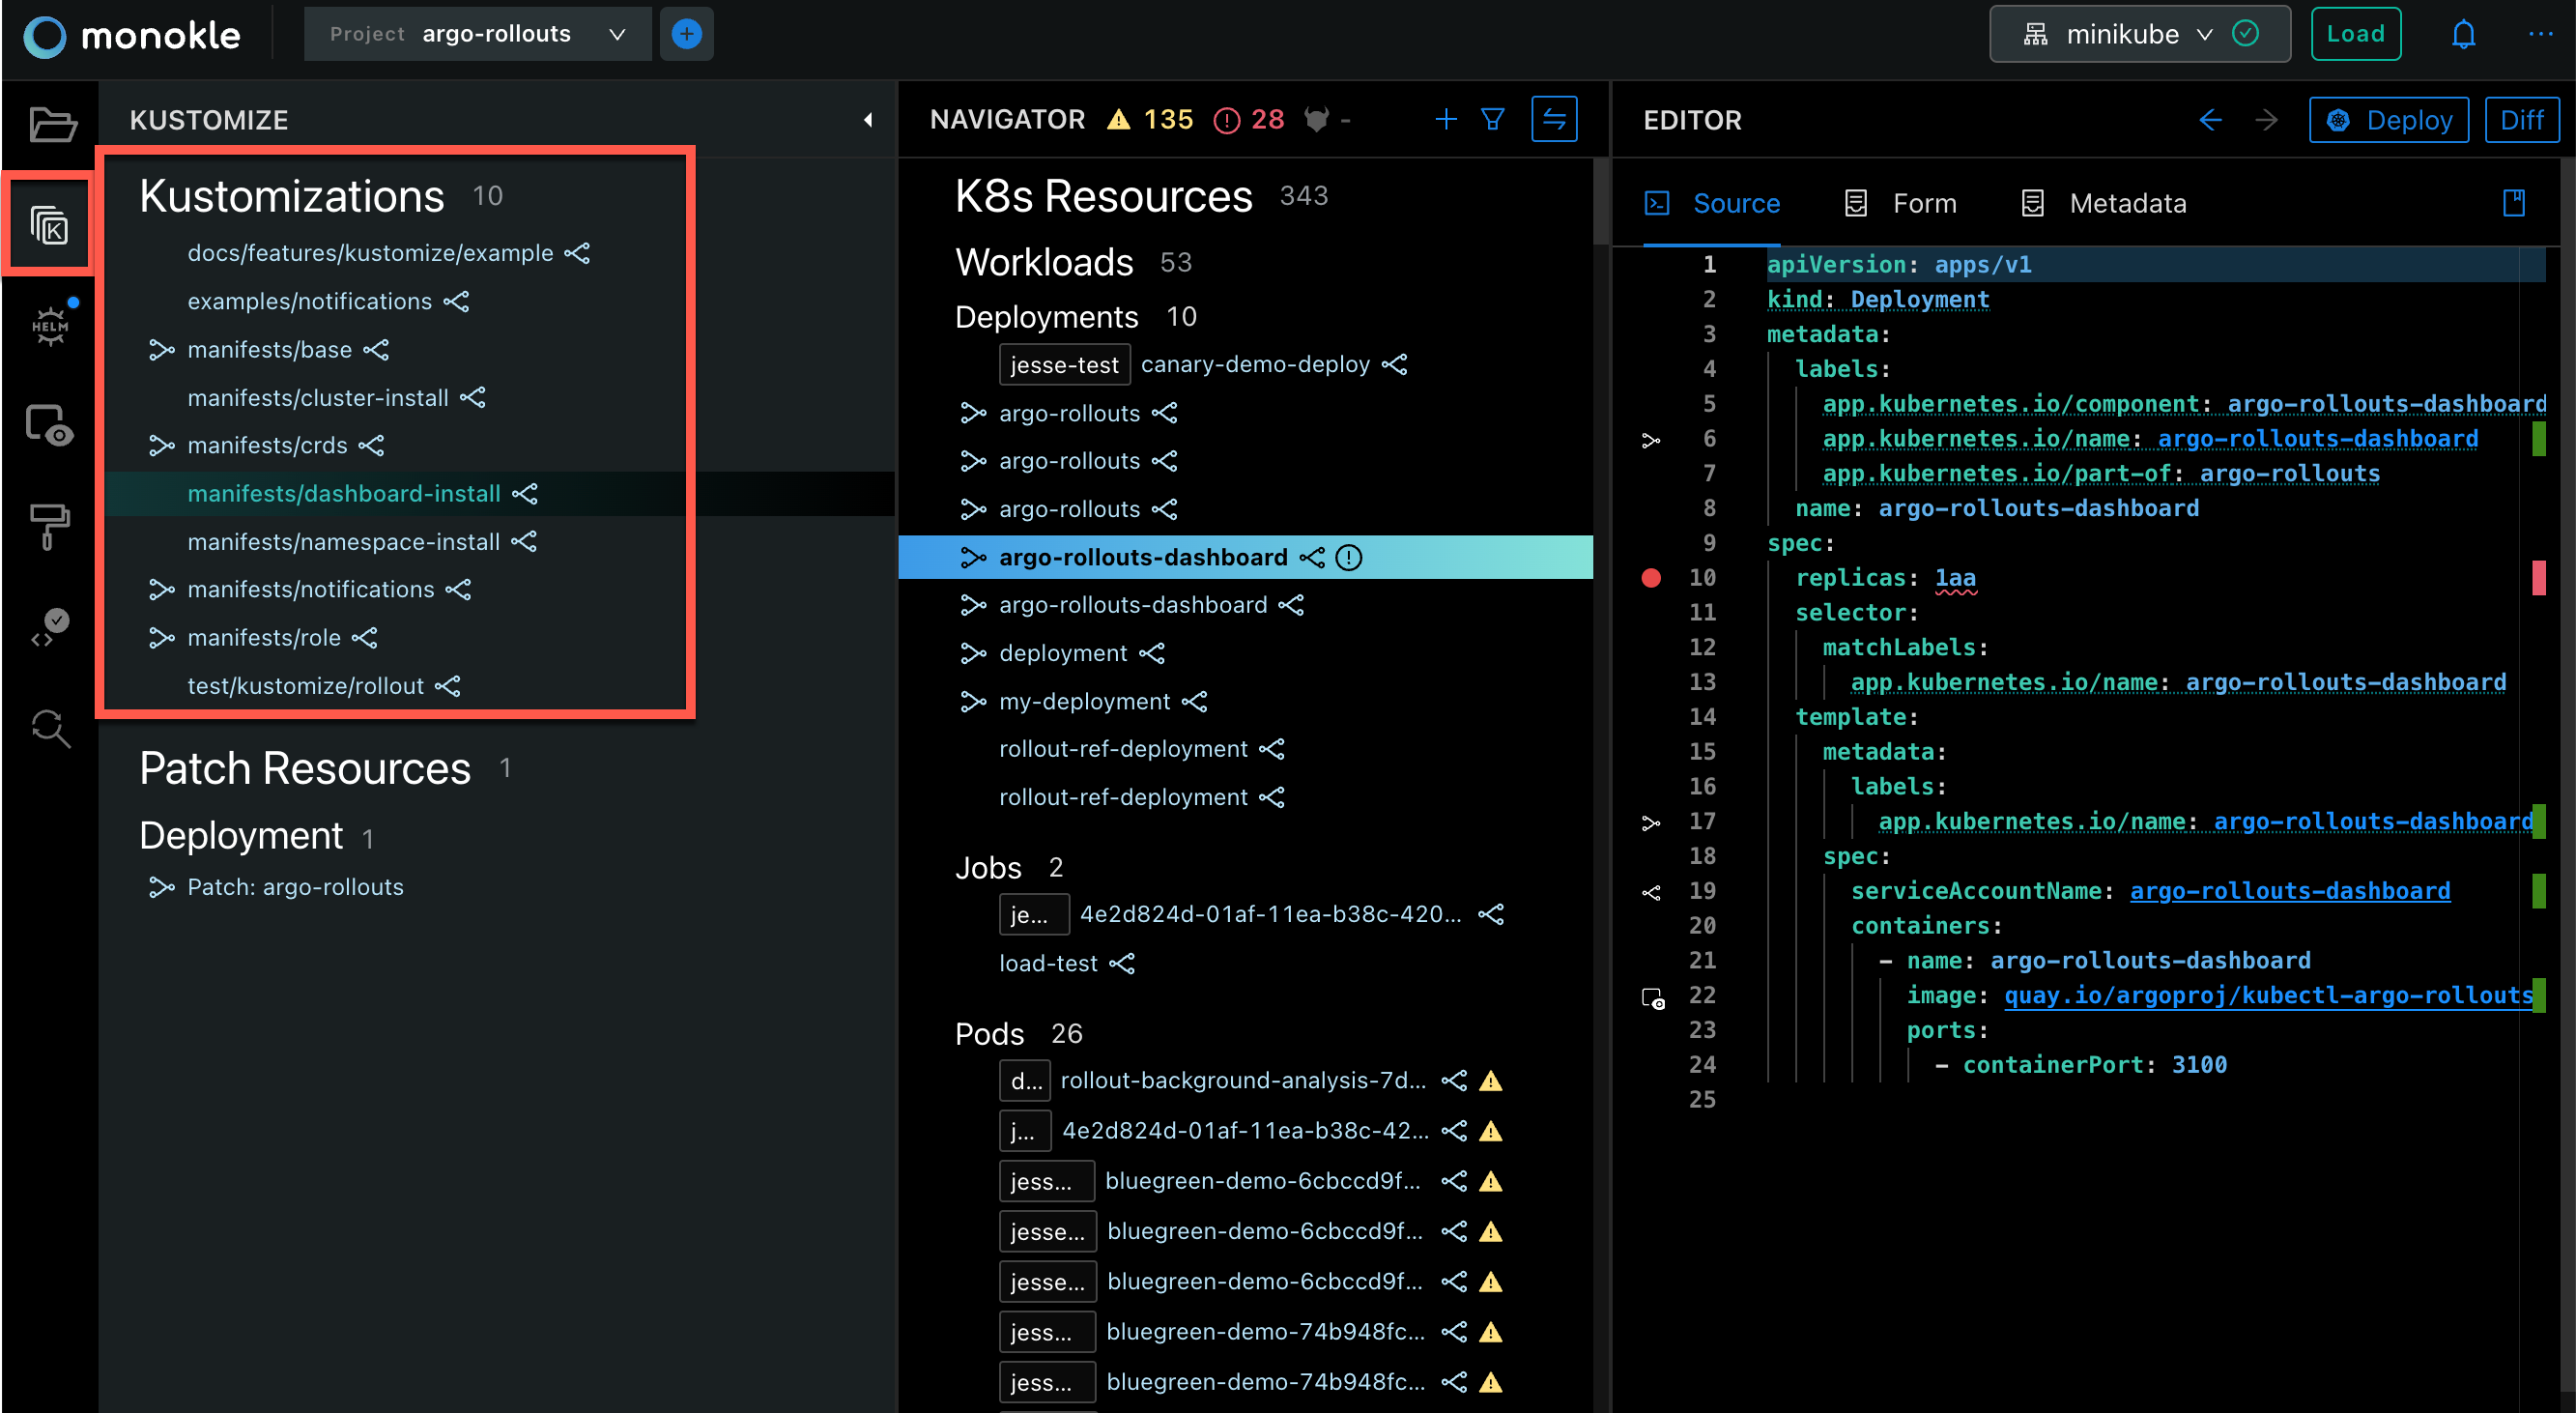 monokle
Project argo-rollouts
minikube
Load
KUSTOMIZE
Kustomizations 10
docs/features/kustomize/example
examples/notifications
manifests/base
manifests/cluster-install
manifests/crds
manifests/dashboard-install
manifests/namespace-install
manifests/notifications
manifests/role
test/kustomize/rollout
Patch Resources 1
Deployment 1
Patch: argo-rollouts
K
HELM
NAVIGATOR 135 28 -
K8s Resources 343
Workloads 53
Deployments 10
jesse-test canary-demo-deploy
argo-rollouts
argo-rollouts
argo-rollouts
argo-rollouts-dashboard
argo-rollouts-dashboard
deployment
my-deployment
rollout-ref-deployment
rollout-ref-deployment
Jobs 2
je... 4e2d824d-01af-11ea-b38c-420...
load-test
Pods 26
d... rollout-background-analysis-7d...
j... 4e2d824d-01af-11ea-b38c-42...
jess... bluegreen-demo-6cbccd9f...
jesse... bluegreen-demo-6cbccd9f...
jesse... bluegreen-demo-6cbccd9f...
jess... bluegreen-demo-74b948fc...
jess... bluegreen-demo-74b948fc...
EDITOR
Deploy
Diff
Source Form Metadata
1 apiVersion: apps/v1
2 kind: Deployment
3 metadata:
4 labels:
5 app.kubernetes.io/component: argo-rollouts-dashboard
6 app.kubernetes.io/name: argo-rollouts-dashboard
7 app.kubernetes.io/part-of: argo-rollouts
8 name: argo-rollouts-dashboard
9 spec:
10 replicas: 1aa
11 selector:
12 matchLabels:
13 app.kubernetes.io/name: argo-rollouts-dashboard
14 template:
15 metadata:
16 labels:
17 app.kubernetes.io/name: argo-rollouts-dashboard
18 spec:
19 serviceAccountName: argo-rollouts-dashboard
20 containers:
21 - name: argo-rollouts-dashboard
22 image: quay.io/argoproj/kubectl-argo-rollouts
23 ports:
24 - containerPort: 3100
25